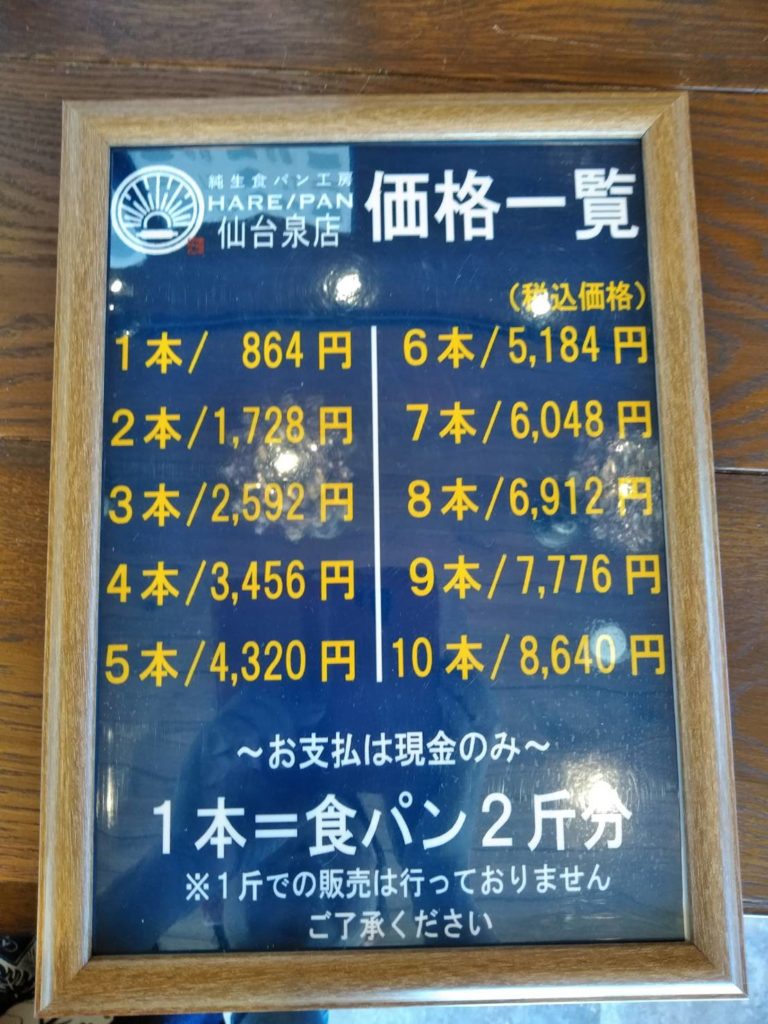 純生食パン工房
HARE/PAN
仙台泉店
価格一覧
（税込価格）
1本/ 864円
2本/1,728円
3本/2,592円
4本/3,456円
5本/4,320円
6本/5,184円
7本/6,048円
8本/6,912円
9本/7,776円
10本/8,640円
～お支払は現金のみ～
1本＝食パン2斤分
※1斤での販売は行っておりません
ご了承ください